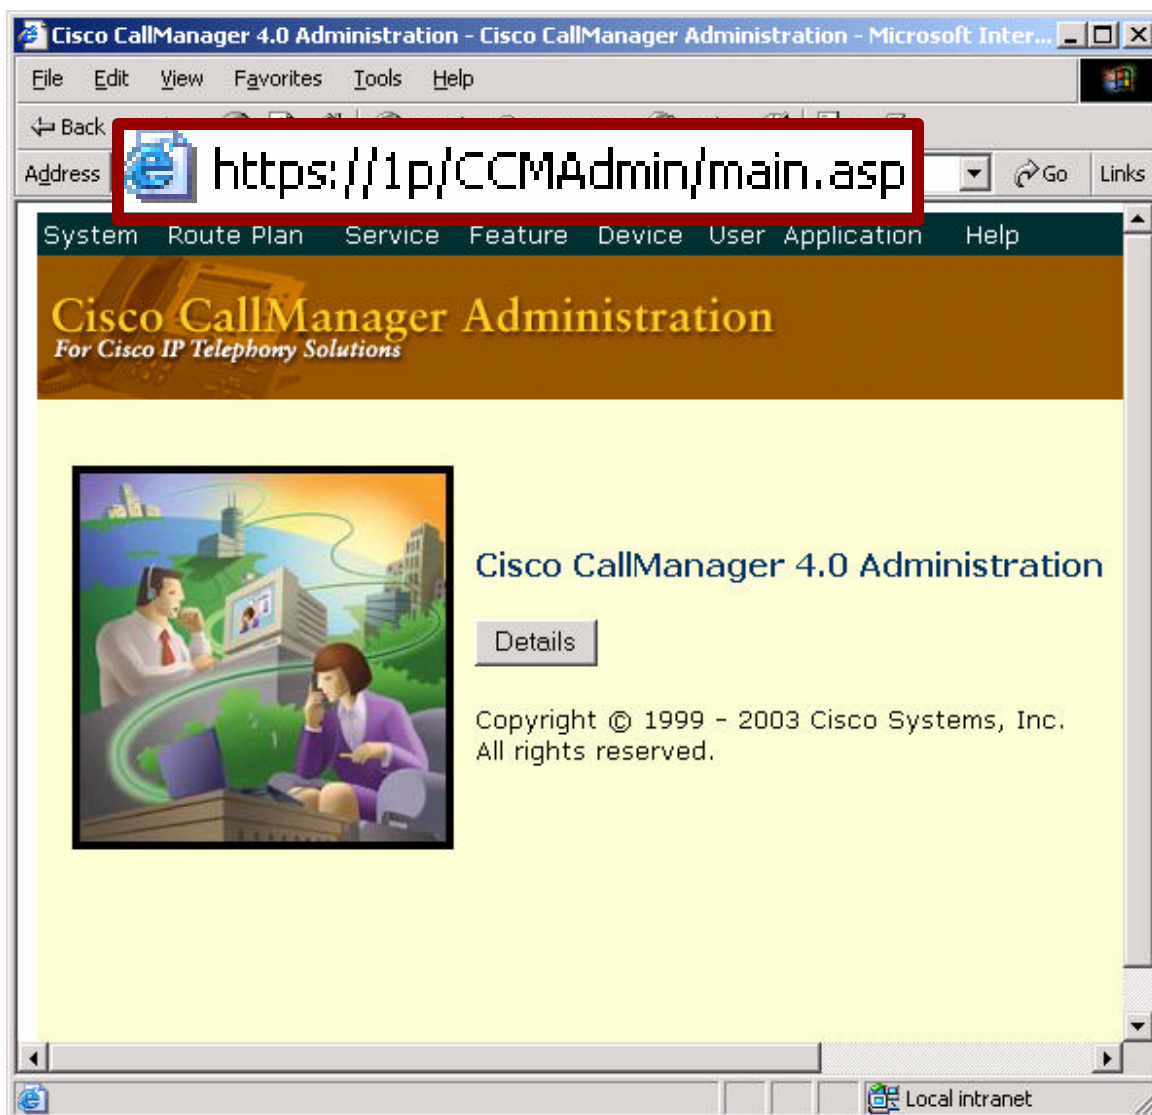 Cisco CallManager 4.0 Administration - Cisco CallManager Administration - Microsoft Inter...
File Edit View Favorites Tools Help
Back
Address https://1p/CCMAdmin/main.asp Go Links
System Route Plan Service Feature Device User Application Help
Cisco CallManager Administration
For Cisco IP Telephony Solutions
Cisco CallManager 4.0 Administration
Details
Copyright © 1999 - 2003 Cisco Systems, Inc.
All rights reserved.
Local intranet